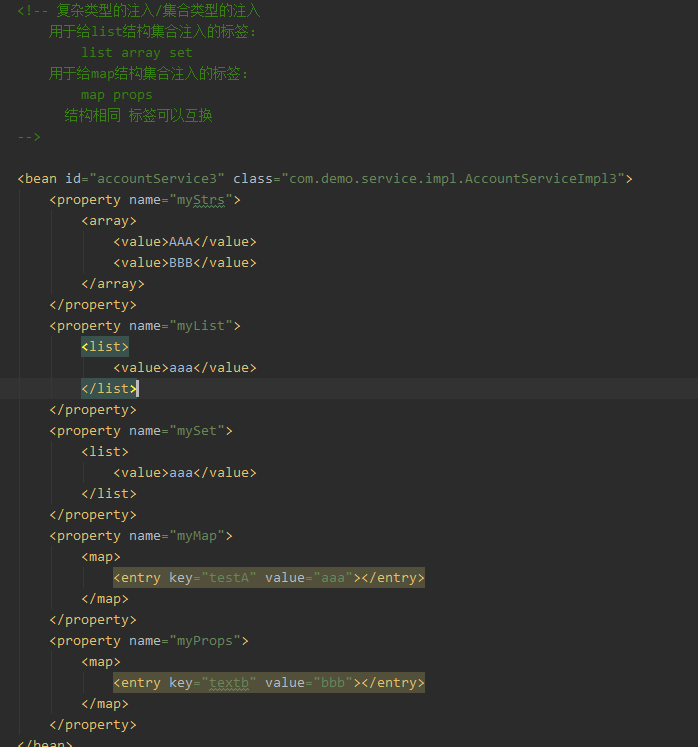 <!-- 复杂类型的注入/集合类型的注入
用于给list结构集合注入的标签:
list array set
用于给map结构集合注入的标签:
map props
结构相同 标签可以互换
-->
<bean id="accountService3" class="com.demo.service.impl.AccountServiceImpl3">
<property name="myStrs">
<array>
<value>AAA</value>
<value>BBB</value>
</array>
</property>
<property name="myList">
<list>
<value>aaa</value>
</list>
</property>
<property name="mySet">
<list>
<value>aaa</value>
</list>
</property>
<property name="myMap">
<map>
<entry key="testA" value="aaa"></entry>
</map>
</property>
<property name="myProps">
<map>
<entry key="textb" value="bbb"></entry>
</map>
</property>
</bean>